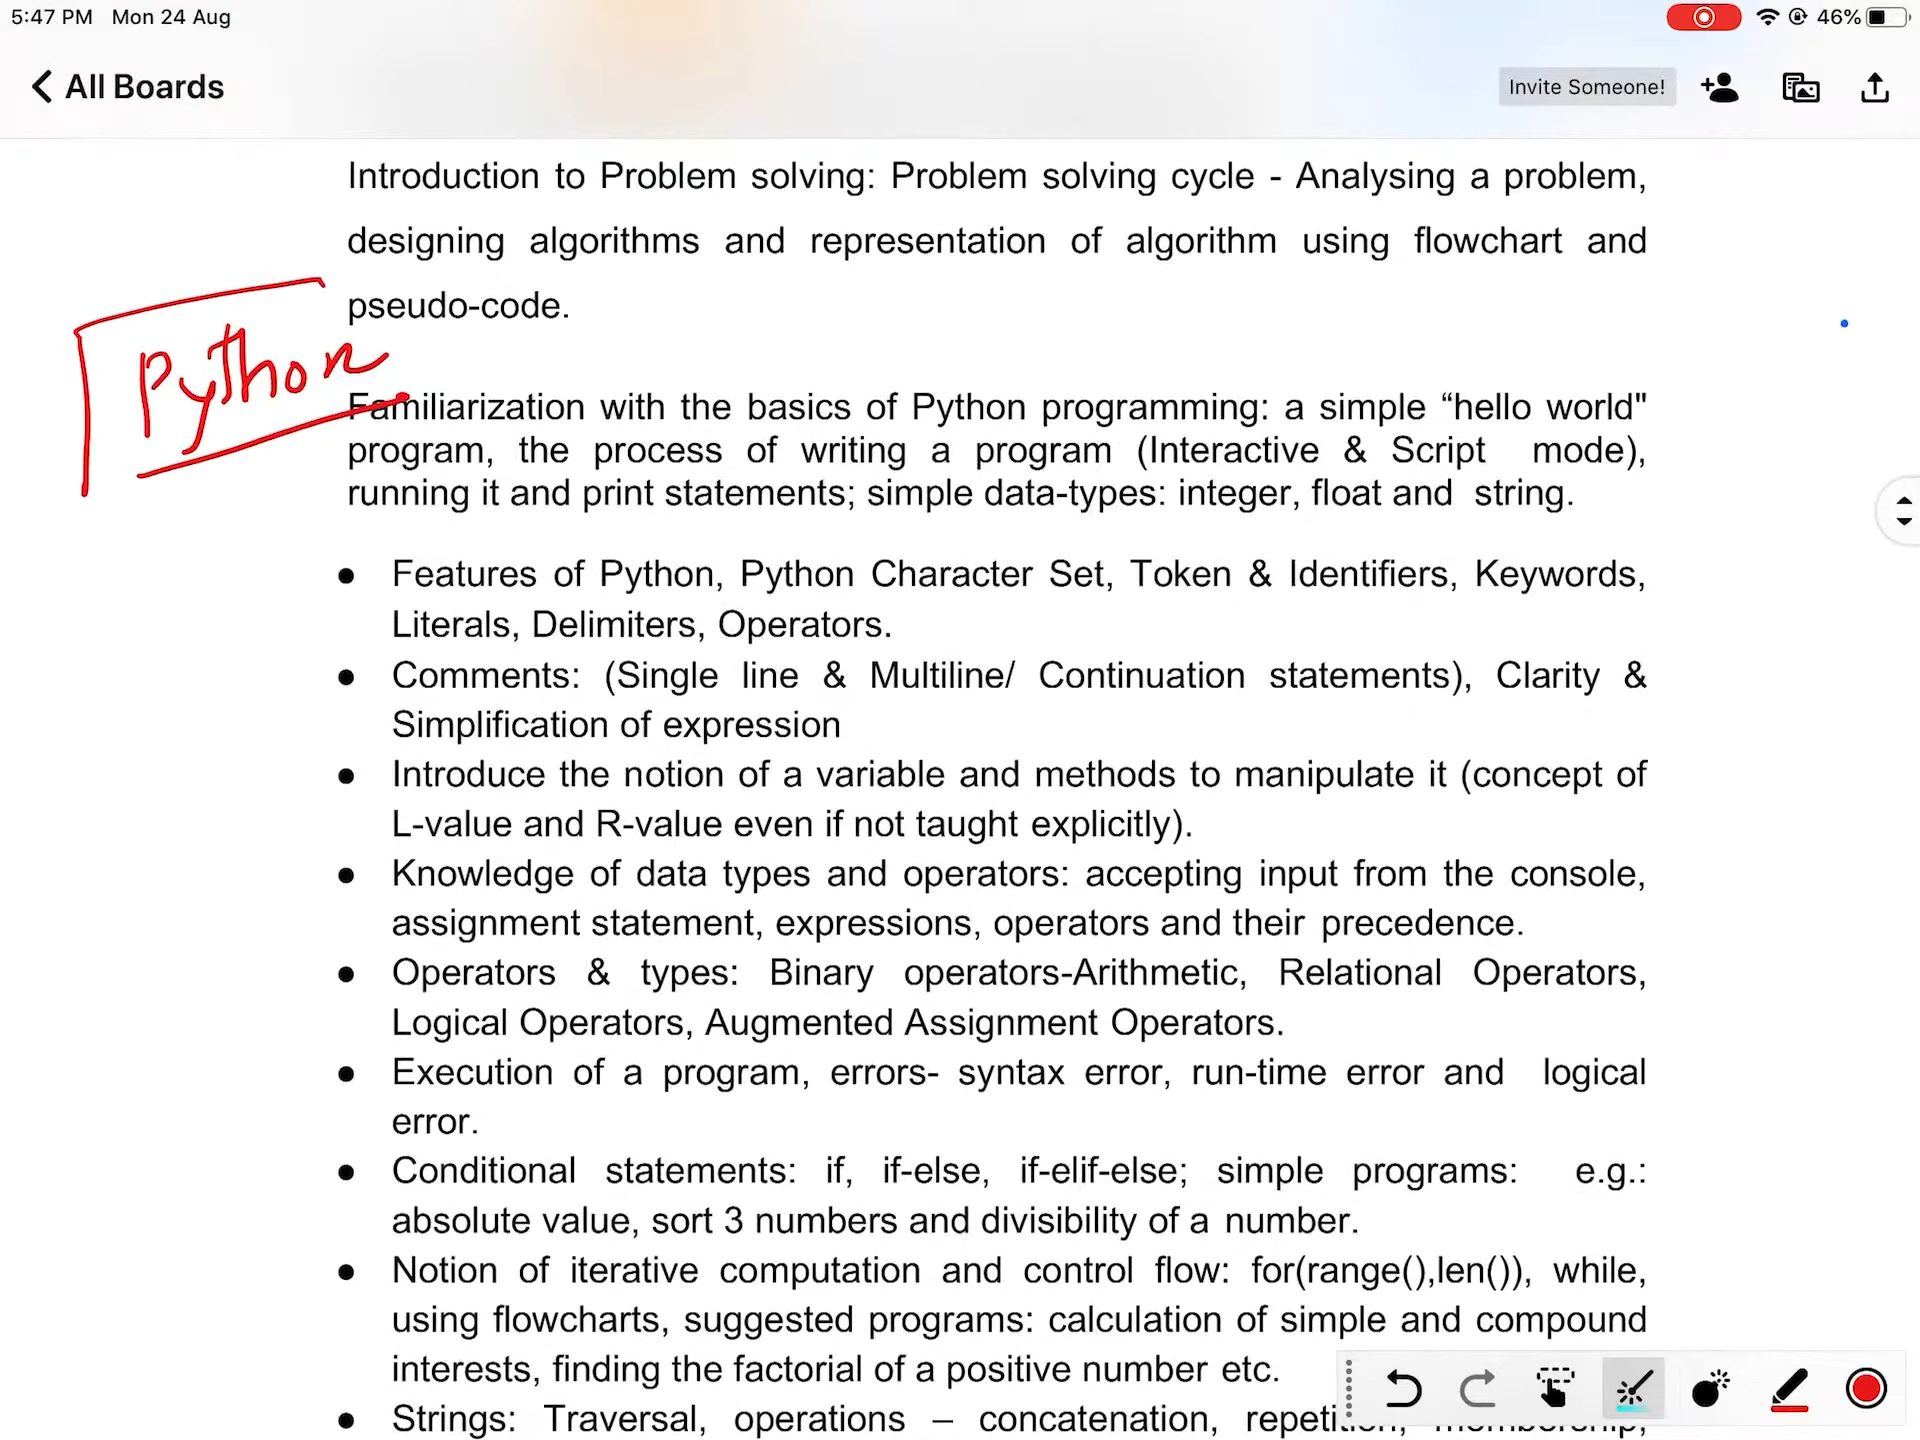 5:47 PM Mon 24 Aug
46%
All Boards
Invite Someone!
Introduction to Problem solving: Problem solving cycle - Analysing a problem,
designing algorithms and representation of algorithm using flowchart and
pseudo-code.
Python
Familiarization with the basics of Python programming: a simple “hello world"
program, the process of writing a program (Interactive & Script mode),
running it and print statements; simple data-types: integer, float and string.
● Features of Python, Python Character Set, Token & Identifiers, Keywords,
Literals, Delimiters, Operators.
● Comments: (Single line & Multiline/ Continuation statements), Clarity &
Simplification of expression
● Introduce the notion of a variable and methods to manipulate it (concept of
L-value and R-value even if not taught explicitly).
● Knowledge of data types and operators: accepting input from the console,
assignment statement, expressions, operators and their precedence.
● Operators & types: Binary operators-Arithmetic, Relational Operators,
Logical Operators, Augmented Assignment Operators.
● Execution of a program, errors- syntax error, run-time error and logical
error.
● Conditional statements: if, if-else, if-elif-else; simple programs: e.g.:
absolute value, sort 3 numbers and divisibility of a number.
● Notion of iterative computation and control flow: for(range(),len()), while,
using flowcharts, suggested programs: calculation of simple and compound
interests, finding the factorial of a positive number etc.
● Strings: Traversal, operations – concatenation, repetition, membership;